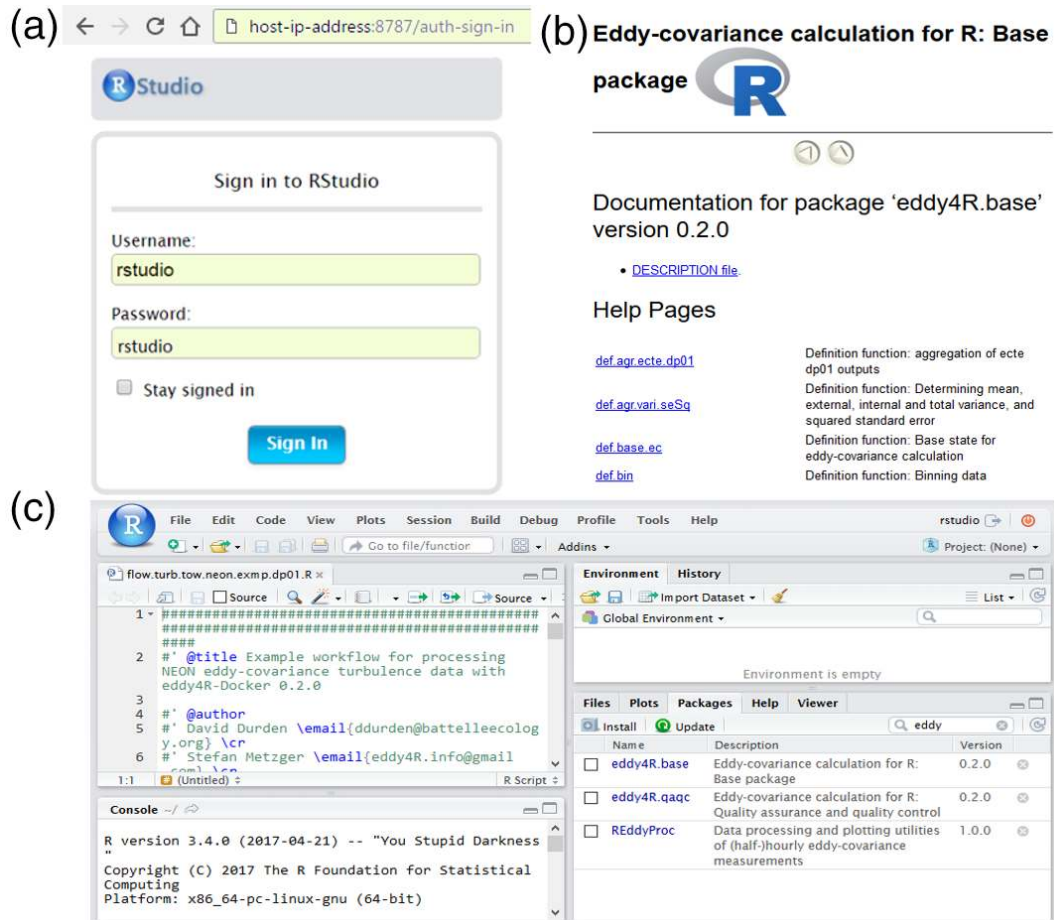 (a)
host-ip-address:8787/auth-sign-in
R Studio
Sign in to RStudio
Username:
rstudio
Password:
rstudio
Stay signed in
Sign In
(b)
Eddy-covariance calculation for R: Base
package R
Documentation for package ‘eddy4R.base’
version 0.2.0
• DESCRIPTION file.
Help Pages
def.agr.ecte.dp01
Definition function: aggregation of ecte
dp01 outputs
def.agr.vari.seSq
Definition function: Determining mean,
external, internal and total variance, and
squared standard error
def.base.ec
Definition function: Base state for
eddy-covariance calculation
def.bin
Definition function: Binning data
(c)
R File Edit Code View Plots Session Build Debug Profile Tools Help rstudio
Go to file/function Addins Project: (None)
flow.turb.tow.neon.exmp.dp01.R ×
Source Source
1 #############################################
#############################################
####
2 #' @title Example workflow for processing
NEON eddy-covariance turbulence data with
eddy4R-Docker 0.2.0
3
4 #' @author
5 #' David Durden \email{ddurden@battelleecolog
y.org} \cr
6 #' Stefan Metzger \email{eddy4R.info@gmail
.com} \cr
1:1 (Untitled) R Script
Console ~/
R version 3.4.0 (2017-04-21) -- "You Stupid Darkness
"
Copyright (C) 2017 The R Foundation for Statistical
Computing
Platform: x86_64-pc-linux-gnu (64-bit)
Environment History
Import Dataset List
Global Environment
Environment is empty
Files Plots Packages Help Viewer
Install Update eddy
Name Description Version
eddy4R.base Eddy-covariance calculation for R: 0.2.0
Base package
eddy4R.qaqc Eddy-covariance calculation for R: 0.2.0
Quality assurance and quality control
REddyProc Data processing and plotting utilities 1.0.0
of (half-)hourly eddy-covariance
measurements